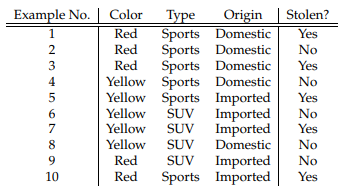 Example No. Color Type Origin Stolen?
1 Red Sports Domestic Yes
2 Red Sports Domestic No
3 Red Sports Domestic Yes
4 Yellow Sports Domestic No
5 Yellow Sports Imported Yes
6 Yellow SUV Imported No
7 Yellow SUV Imported Yes
8 Yellow SUV Domestic No
9 Red SUV Imported No
10 Red Sports Imported Yes